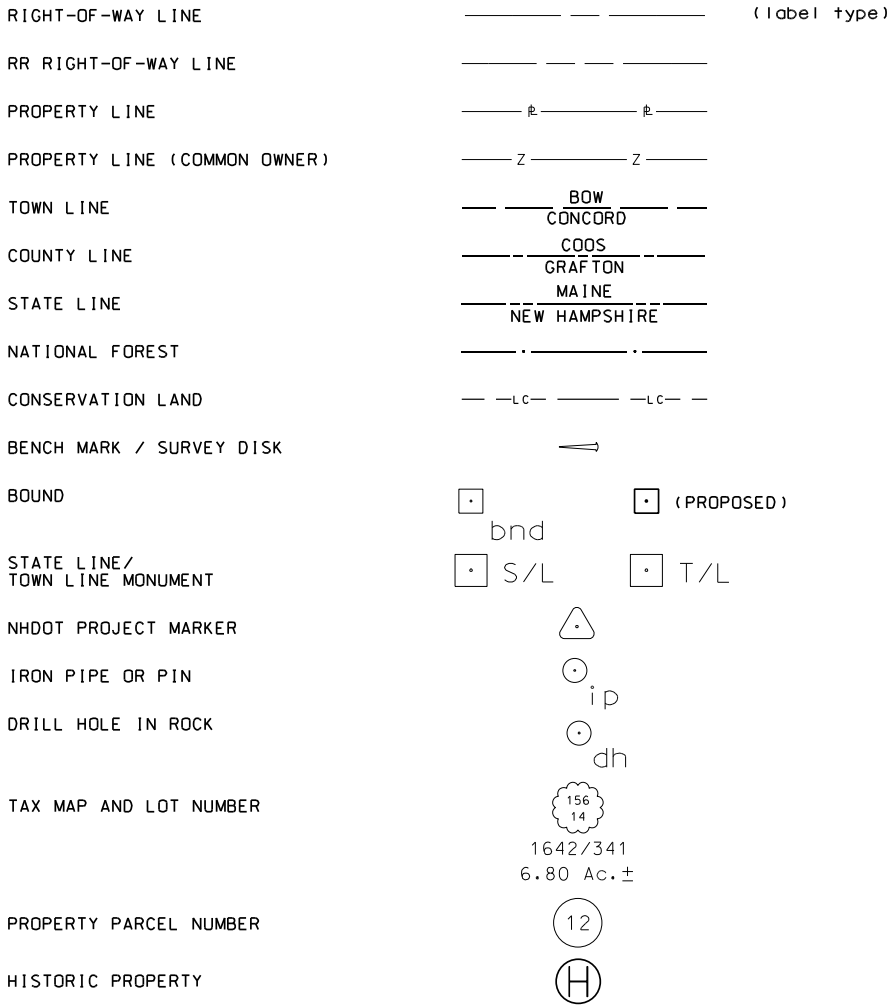 RIGHT-OF-WAY LINE (label type)
RR RIGHT-OF-WAY LINE
PROPERTY LINE ⅊ ⅊
PROPERTY LINE (COMMON OWNER) Z Z
TOWN LINE BOW
CONCORD
COUNTY LINE COOS
GRAFTON
STATE LINE MAINE
NEW HAMPSHIRE
NATIONAL FOREST
CONSERVATION LAND LC LC
BENCH MARK / SURVEY DISK
BOUND (PROPOSED)
bnd
STATE LINE/
TOWN LINE MONUMENT S/L T/L
NHDOT PROJECT MARKER
IRON PIPE OR PIN
ip
DRILL HOLE IN ROCK
dh
TAX MAP AND LOT NUMBER 156
14
1642/341
6.80 Ac.±
PROPERTY PARCEL NUMBER 12
HISTORIC PROPERTY H